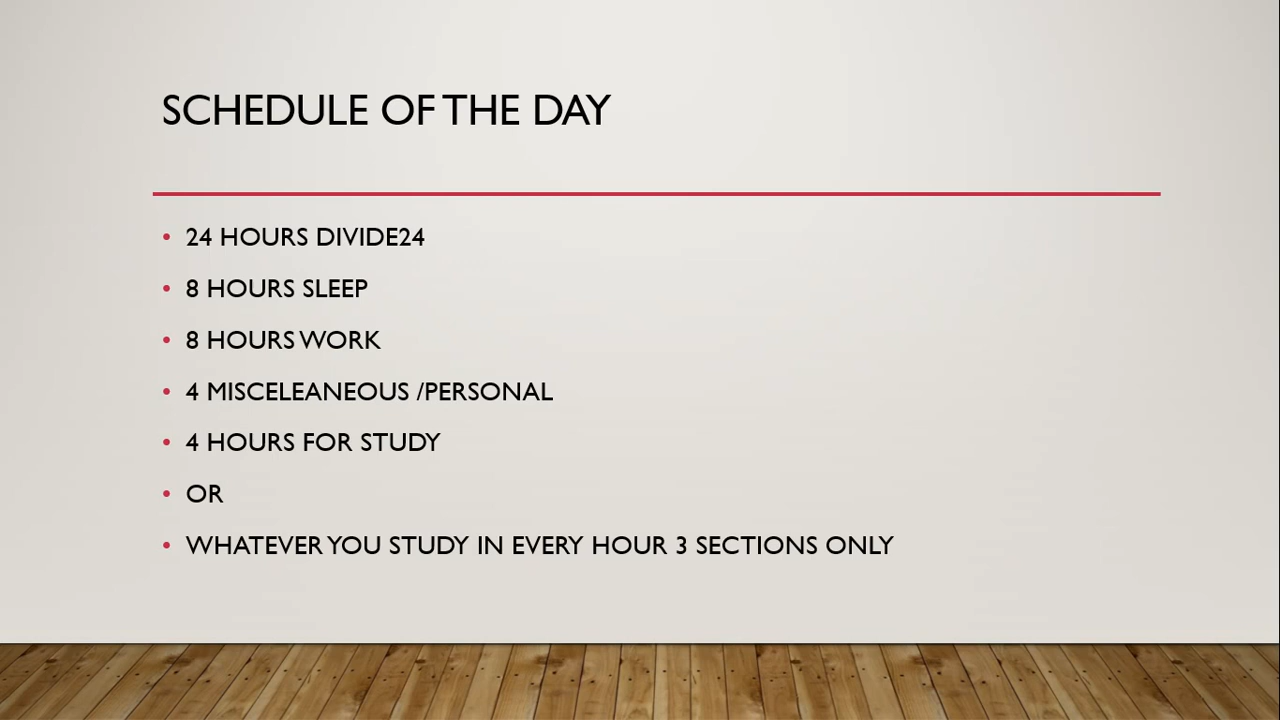 SCHEDULE OF THE DAY
• 24 HOURS DIVIDE24
• 8 HOURS SLEEP
• 8 HOURS WORK
• 4 MISCELEANEOUS /PERSONAL
• 4 HOURS FOR STUDY
• OR
• WHATEVER YOU STUDY IN EVERY HOUR 3 SECTIONS ONLY